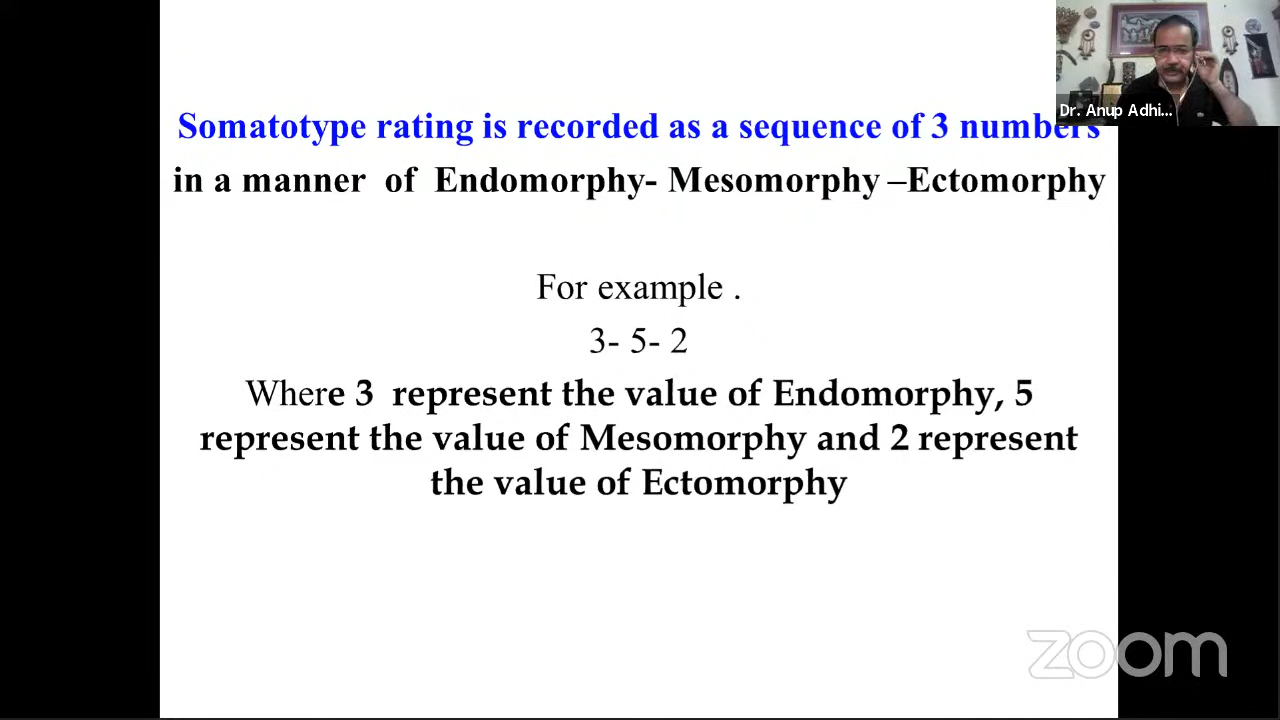 Somatotype rating is recorded as a sequence of 3 numbers
in a manner of Endomorphy- Mesomorphy –Ectomorphy
For example .
3- 5- 2
Where 3 represent the value of Endomorphy, 5
represent the value of Mesomorphy and 2 represent
the value of Ectomorphy
Dr. Anup Adhi...
zoom